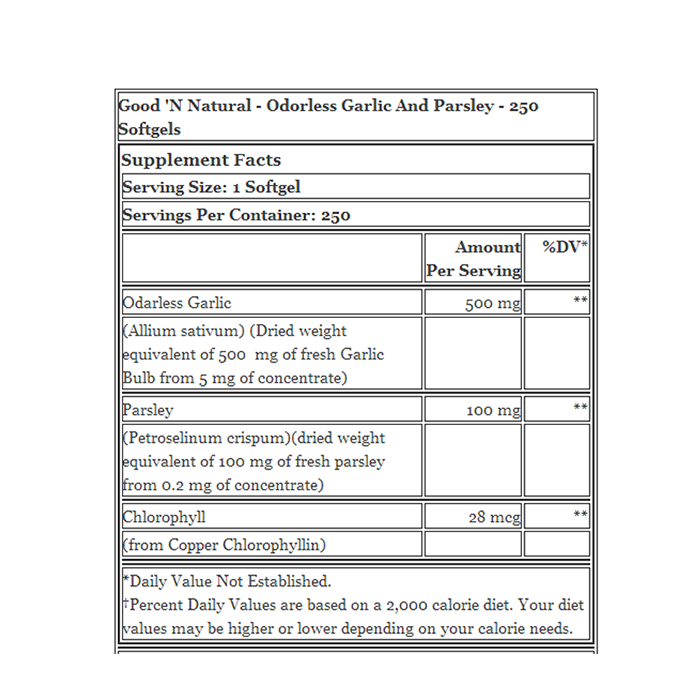 Good 'N Natural - Odorless Garlic And Parsley - 250
Softgels
Supplement Facts
Serving Size: 1 Softgel
Servings Per Container: 250
Amount %DV*
Per Serving
Odarless Garlic 500 mg **
(Allium sativum) (Dried weight
equivalent of 500 mg of fresh Garlic
Bulb from 5 mg of concentrate)
Parsley 100 mg **
(Petroselinum crispum)(dried weight
equivalent of 100 mg of fresh parsley
from 0.2 mg of concentrate)
Chlorophyll 28 mcg **
(from Copper Chlorophyllin)
*Daily Value Not Established.
†Percent Daily Values are based on a 2,000 calorie diet. Your diet
values may be higher or lower depending on your calorie needs.